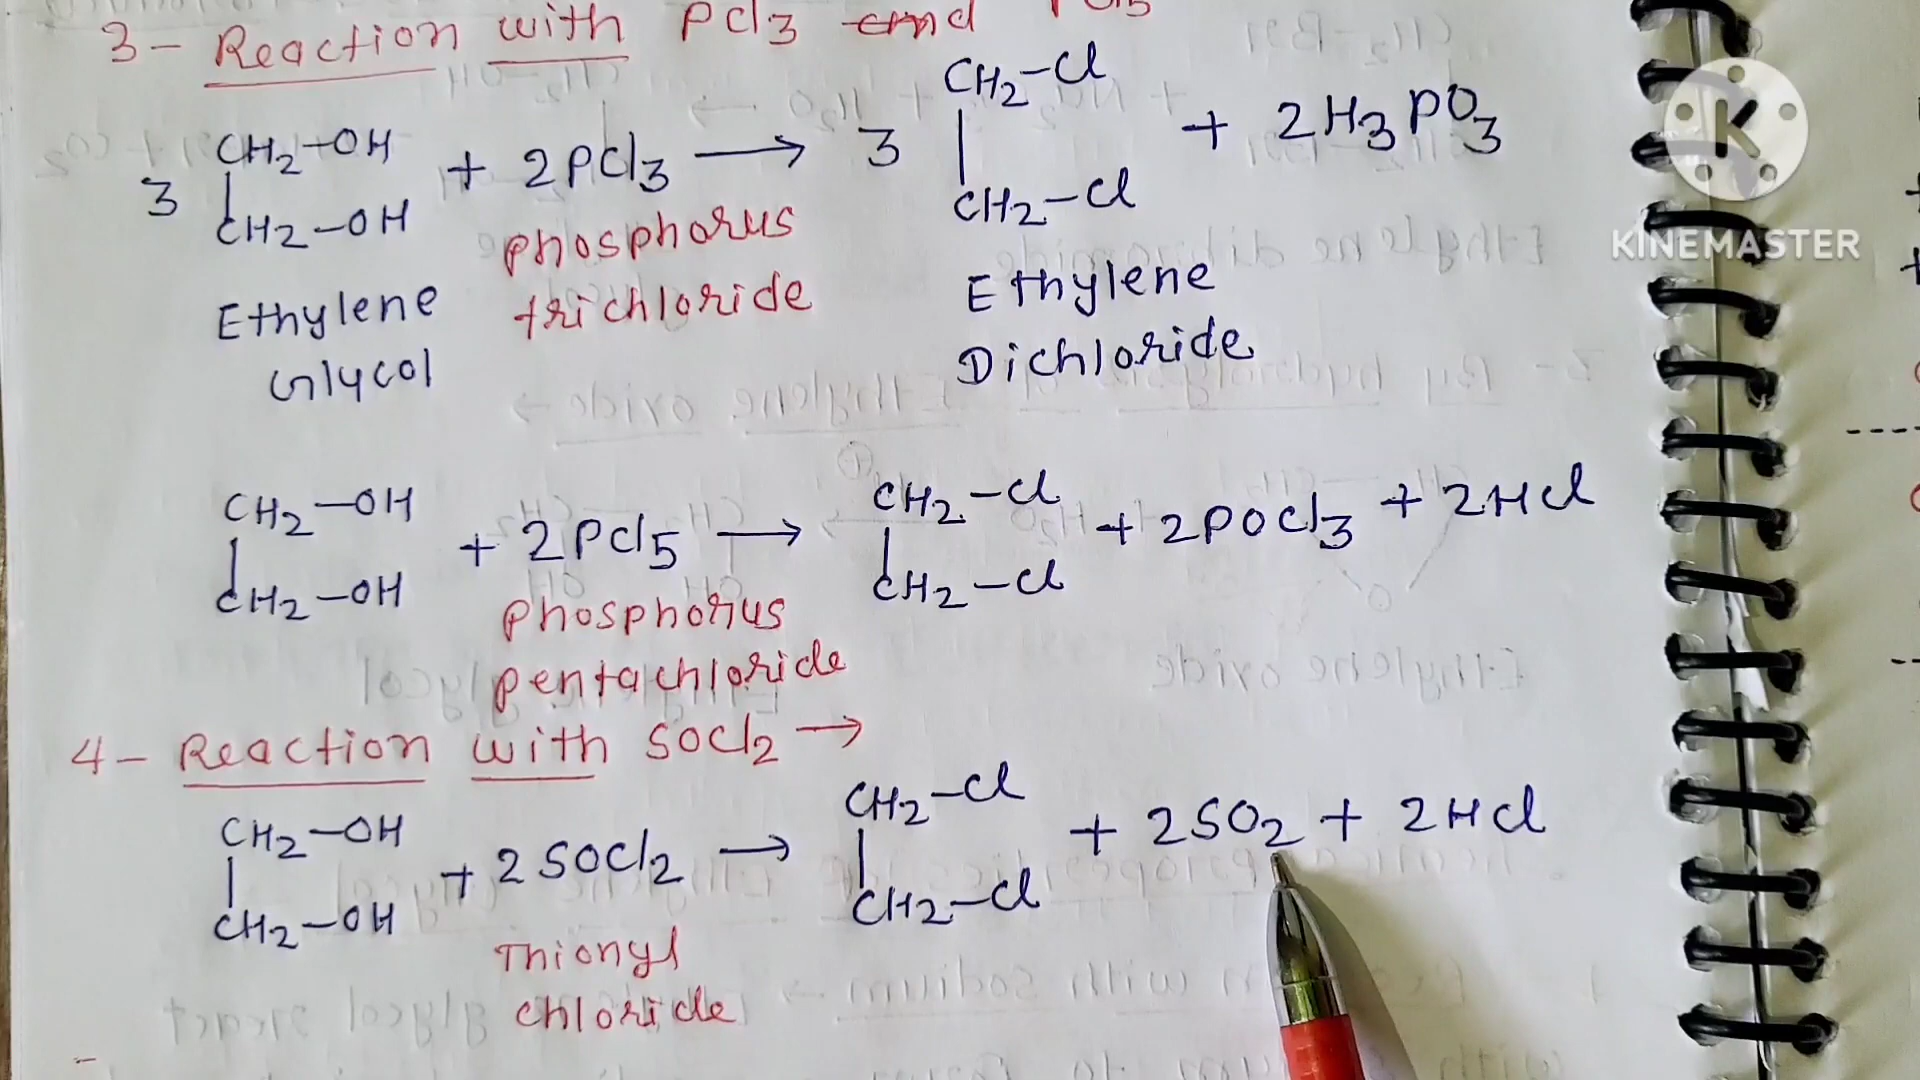 3- Reaction with PCl3 and PCl5
3 CH2-OH CH2-OH + 2PCl3 → 3 CH2-Cl CH2-Cl + 2H3PO3
Ethylene Glycol
phosphorus trichloride
Ethylene Dichloride
CH2-OH CH2-OH + 2PCl5 → CH2-Cl CH2-Cl + 2POCl3 + 2HCl
phosphorus pentachloride
4- Reaction with SOCl2 →
CH2-OH CH2-OH + 2SOCl2 → CH2-Cl CH2-Cl + 2SO2 + 2HCl
Thionyl chloride
KINEMASTER